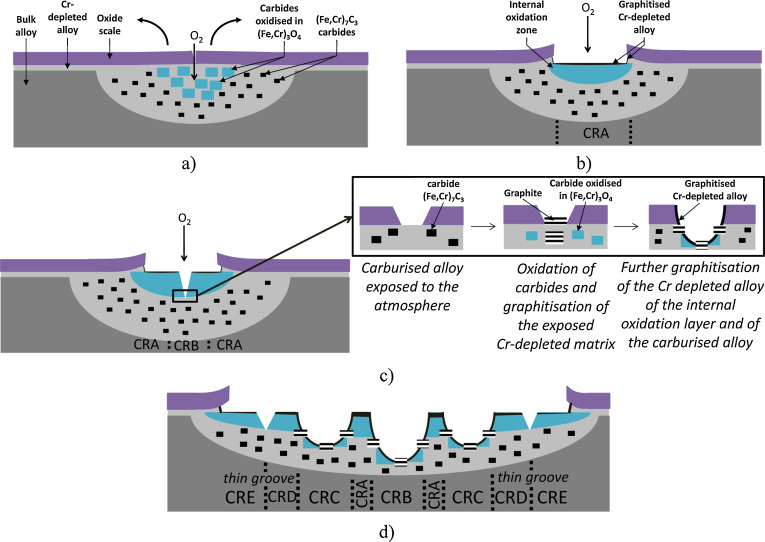 Bulk
alloy
Cr-
depleted
alloy
Oxide
scale
O2
Carbides
oxidised in
(Fe,Cr)3O4
(Fe,Cr)7C3
carbides
a)
Internal
oxidation
zone
O2
Graphitised
Cr-depleted
alloy
CRA
b)
O2
CRA CRB CRA
carbide
(Fe,Cr)7C3
Carburised alloy
exposed to the
atmosphere
Graphite
Carbide oxidised
in (Fe,Cr)3O4
Oxidation of
carbides and
graphitisation of
the exposed
Cr-depleted matrix
Graphitised
Cr-depleted alloy
Further graphitisation
of the Cr depleted alloy
of the internal
oxidation layer and of
the carburised alloy
c)
thin groove thin groove
CRE CRD CRC CRA CRB CRA CRC CRD CRE
d)